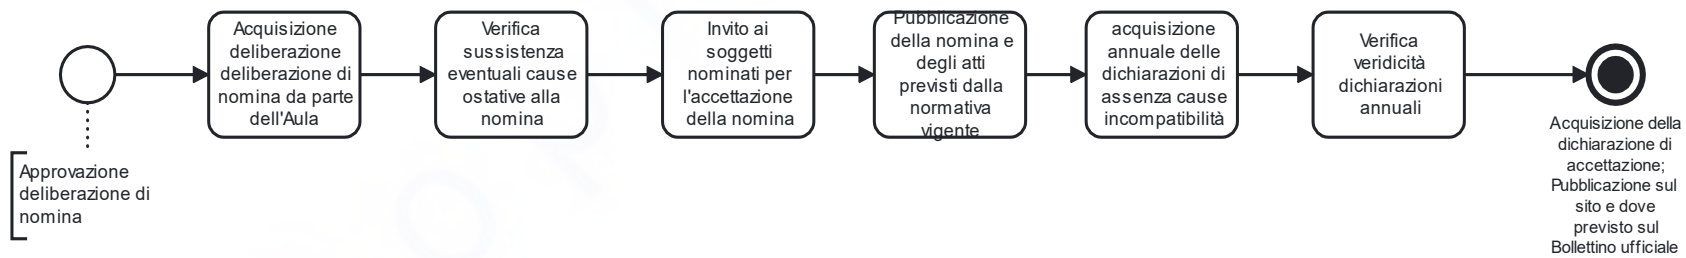 Acquisizione
deliberazione
deliberazione di
nomina da parte
dell'Aula
Verifica
sussistenza
eventuali cause
ostative alla
nomina
Invito ai
soggetti
nominati per
l'accettazione
della nomina
Pubblicazione
della nomina e
degli atti
previsti dalla
normativa
vigente
acquisizione
annuale delle
dichiarazioni di
assenza cause
incompatibilità
Verifica
veridicità
dichiarazioni
annuali
Acquisizione della
dichiarazione di
accettazione;
Pubblicazione sul
sito e dove
previsto sul
Bollettino ufficiale
Approvazione
deliberazione di
nomina